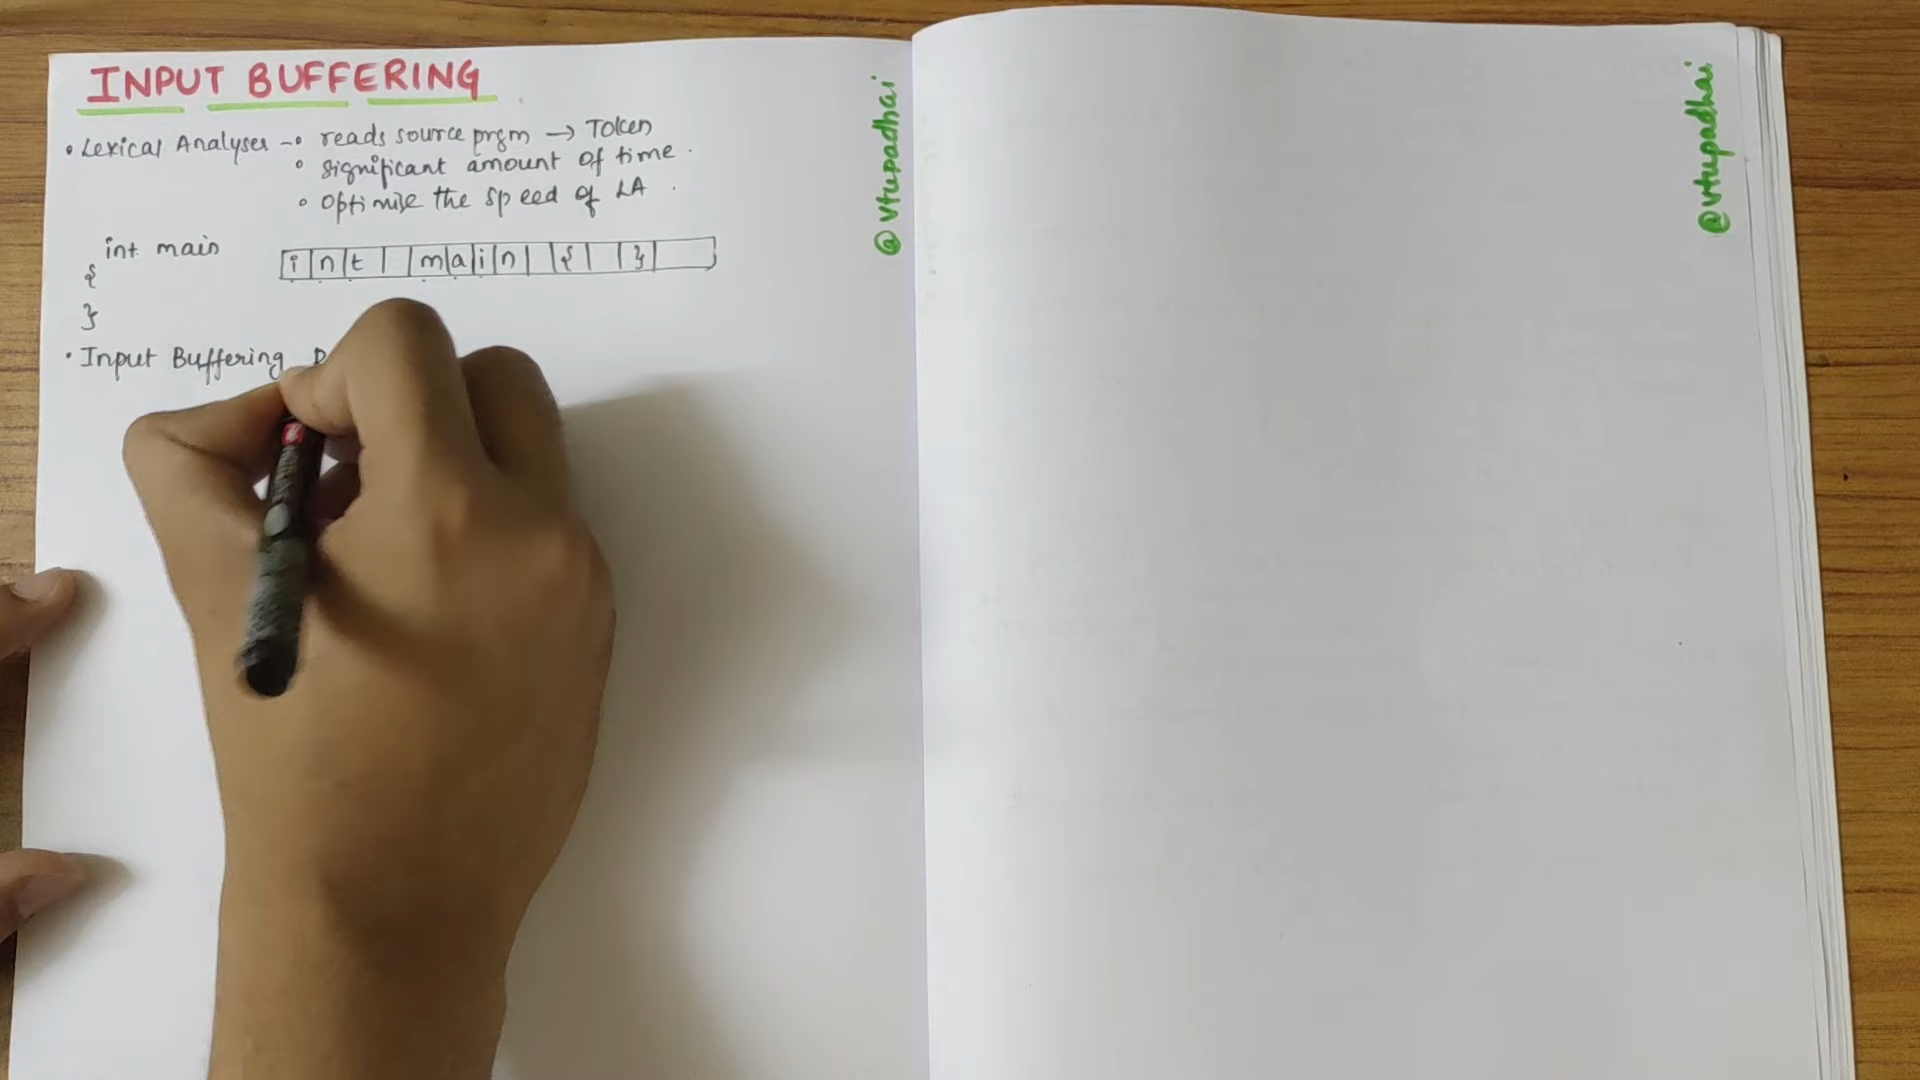 INPUT BUFFERING
• Lexical Analyser - ◦ reads source prgm → Token
◦ significant amount of time.
◦ optimise the speed of LA.
int main
{
}
i n t m a i n { }
• Input Buffering
@vtupadhai
@vtupadhai